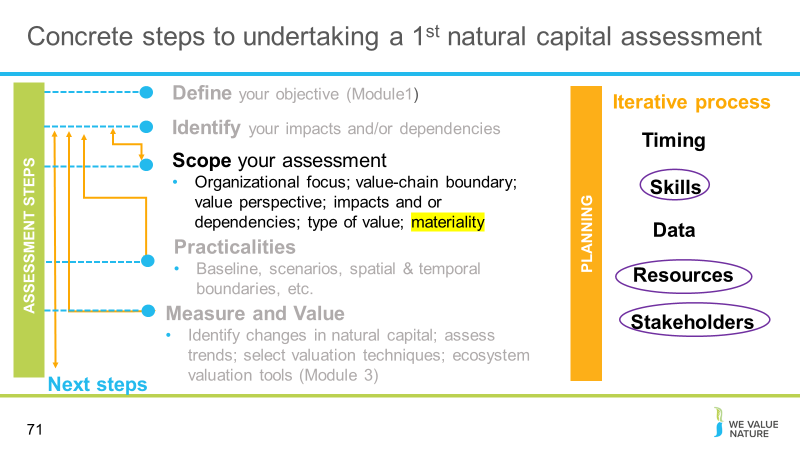 Concrete steps to undertaking a 1st natural capital assessment
ASSESSMENT STEPS
Define your objective (Module1)
Identify your impacts and/or dependencies
Scope your assessment
• Organizational focus; value-chain boundary;
value perspective; impacts and or
dependencies; type of value; materiality
Practicalities
• Baseline, scenarios, spatial & temporal
boundaries, etc.
Measure and Value
• Identify changes in natural capital; assess
trends; select valuation techniques; ecosystem
valuation tools (Module 3)
Next steps
PLANNING
Iterative process
Timing
Skills
Data
Resources
Stakeholders
71
WE VALUE
NATURE